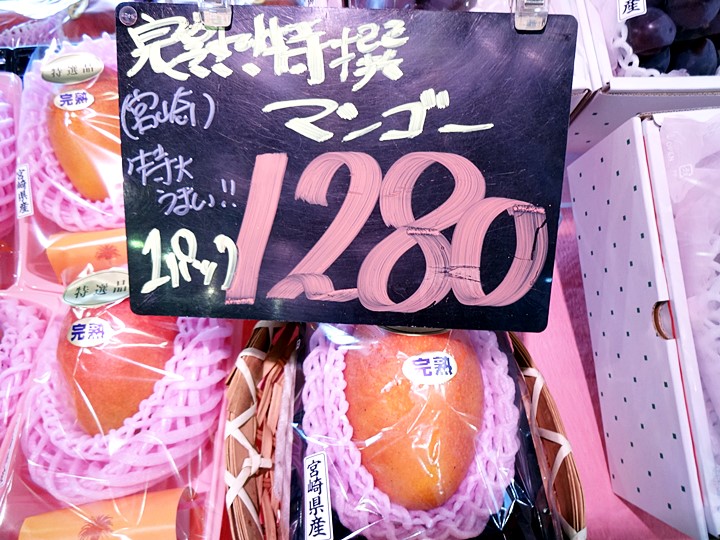 完熟特撰
マンゴー
(宮崎)
特大
うまい!!
1パック
1280
特選品
完熟
宮崎県産
特選品
完熟
完熟
宮崎県産